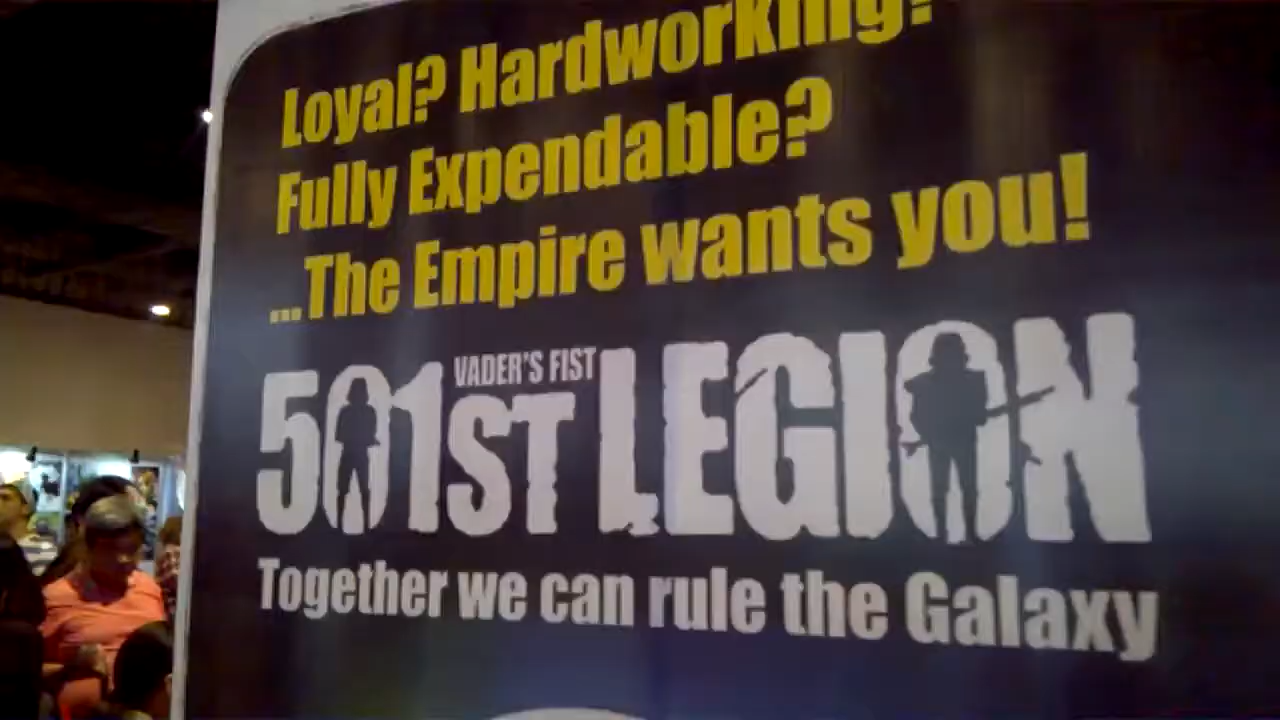 Loyal? Hardworking?
Fully Expendable?
...The Empire wants you!
VADER'S FIST
501ST LEGION
Together we can rule the Galaxy